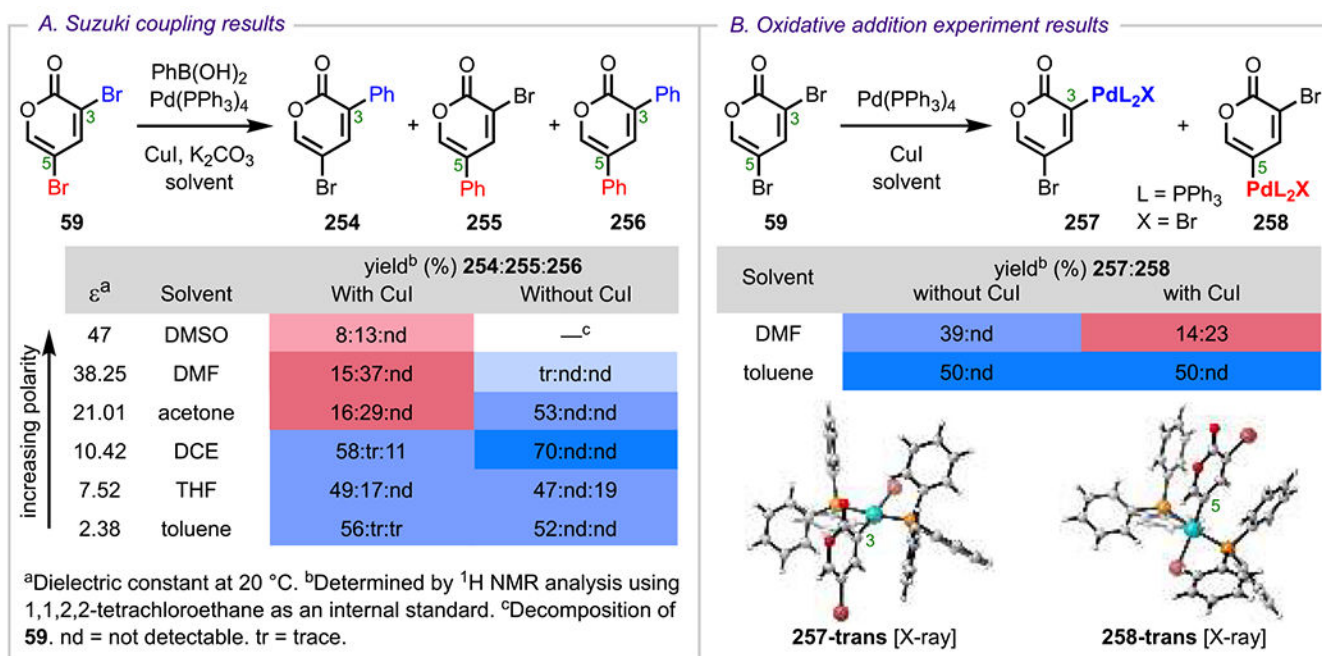 A. Suzuki coupling results
O
O
Br
3
5
Br
59
PhB(OH)2
Pd(PPh3)4
CuI, K2CO3
solvent
O
O
Ph
3
Br
254
+
O
O
Br
5
Ph
255
+
O
O
Ph
3
5
Ph
256
yieldb (%) 254:255:256
εa Solvent With CuI Without CuI
increasing polarity
47 DMSO 8:13:nd —c
38.25 DMF 15:37:nd tr:nd:nd
21.01 acetone 16:29:nd 53:nd:nd
10.42 DCE 58:tr:11 70:nd:nd
7.52 THF 49:17:nd 47:nd:19
2.38 toluene 56:tr:tr 52:nd:nd
aDielectric constant at 20 °C. bDetermined by 1H NMR analysis using
1,1,2,2-tetrachloroethane as an internal standard. cDecomposition of
59. nd = not detectable. tr = trace.
B. Oxidative addition experiment results
O
O
Br
3
5
Br
59
Pd(PPh3)4
CuI
solvent
O
O
3
PdL2X
Br
257
L = PPh3
X = Br
+
O
O
Br
5
PdL2X
258
Solvent yieldb (%) 257:258
without CuI with CuI
DMF 39:nd 14:23
toluene 50:nd 50:nd
3
5
257-trans [X-ray]
258-trans [X-ray]